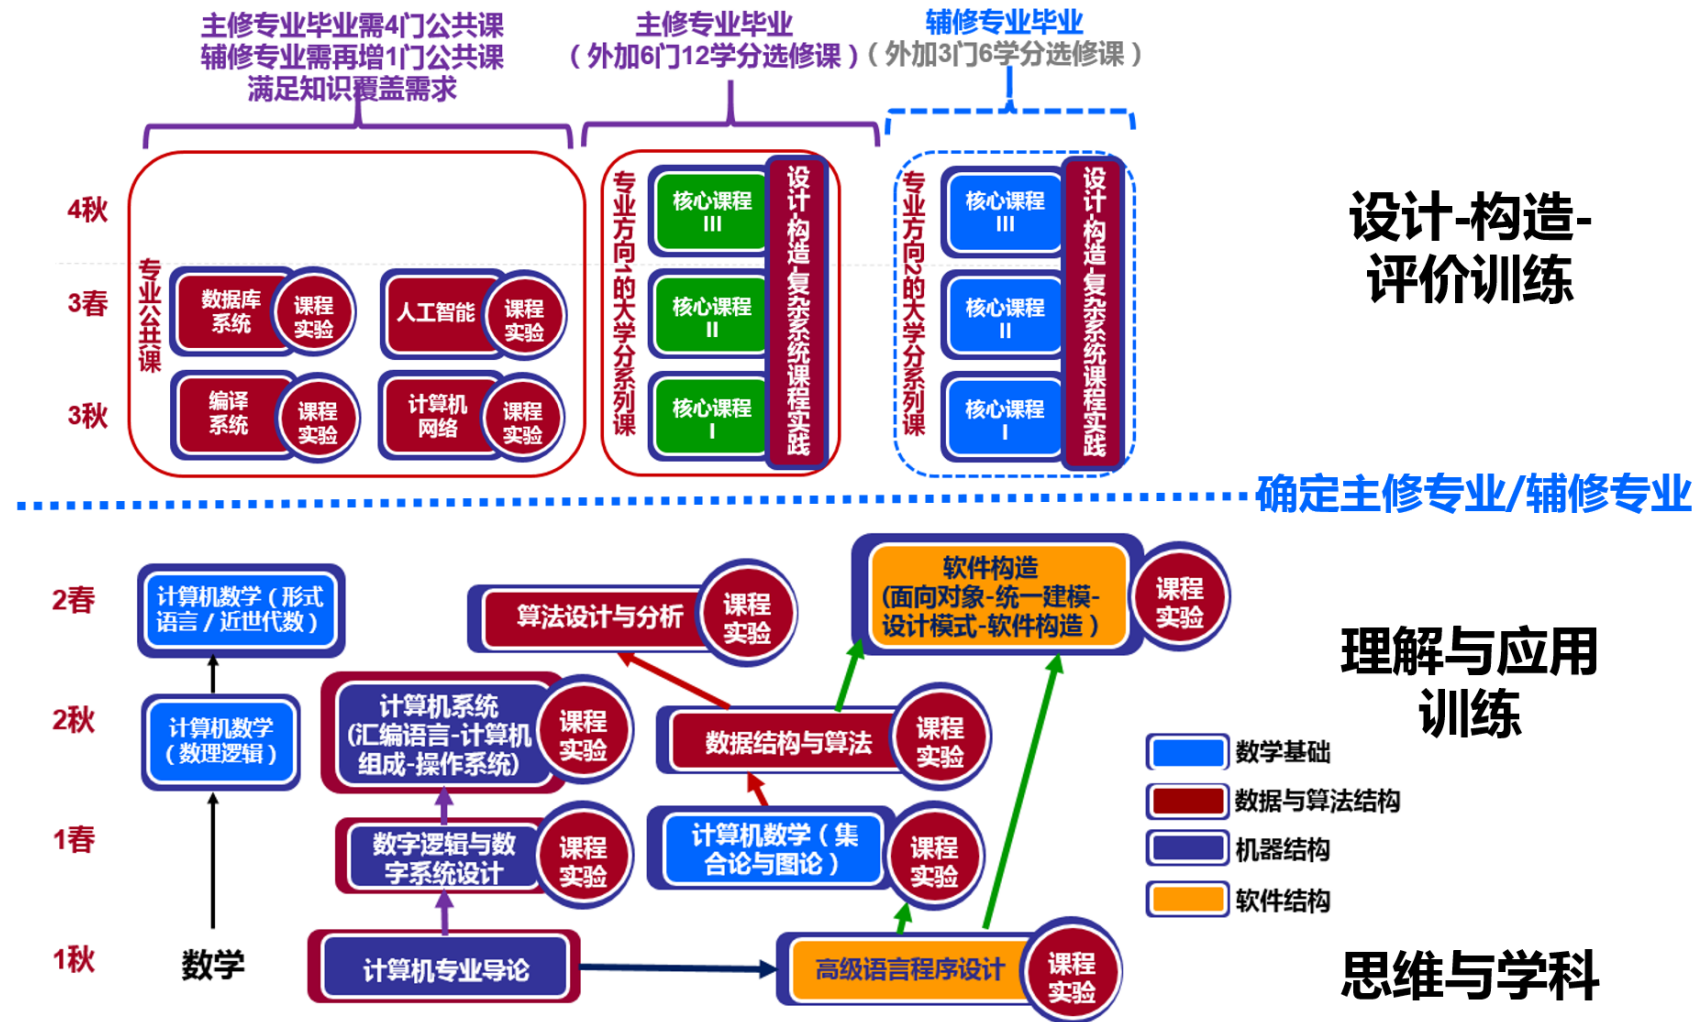 主修专业毕业需4门公共课
辅修专业需再增1门公共课
满足知识覆盖需求
主修专业毕业
（外加6门12学分选修课）
辅修专业毕业
（外加3门6学分选修课）
4秋
3春
3秋
专业公共课
数据库
系统
课程
实验
人工智能
课程
实验
编译
系统
课程
实验
计算机
网络
课程
实验
专业方向1的大学分系列课
核心课程
III
核心课程
II
核心课程
I
设计-构造-复杂系统课程实践
专业方向2的大学分系列课
核心课程
III
核心课程
II
核心课程
I
设计-构造-复杂系统课程实践
设计-构造-
评价训练
确定主修专业/辅修专业
2春
计算机数学（形式
语言 / 近世代数）
算法设计与分析
课程
实验
软件构造
(面向对象-统一建模-
设计模式-软件构造 ）
课程
实验
理解与应用
训练
2秋
计算机数学
（数理逻辑）
计算机系统
(汇编语言-计算机
组成-操作系统)
课程
实验
数据结构与算法
课程
实验
1春
数字逻辑与数
字系统设计
课程
实验
计算机数学（集
合论与图论）
课程
实验
数学基础
数据与算法结构
机器结构
软件结构
1秋
数学
计算机专业导论
高级语言程序设计
课程
实验
思维与学科